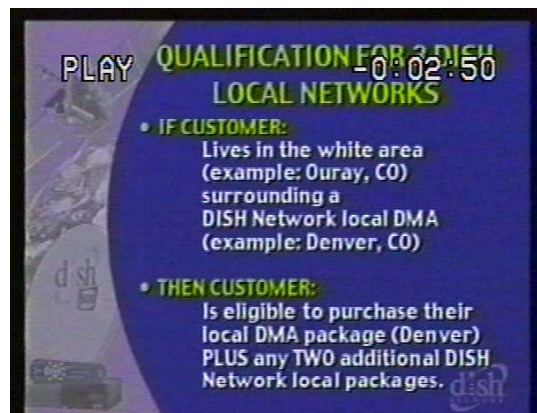 PLAY
-0:02:50
QUALIFICATION FOR 3 DISH
LOCAL NETWORKS
• IF CUSTOMER:
Lives in the white area
(example: Ouray, CO)
surrounding a
DISH Network local DMA
(example: Denver, CO)
dish
• THEN CUSTOMER:
Is eligible to purchase their
local DMA package (Denver)
PLUS any TWO additional DISH
Network local packages.
dish